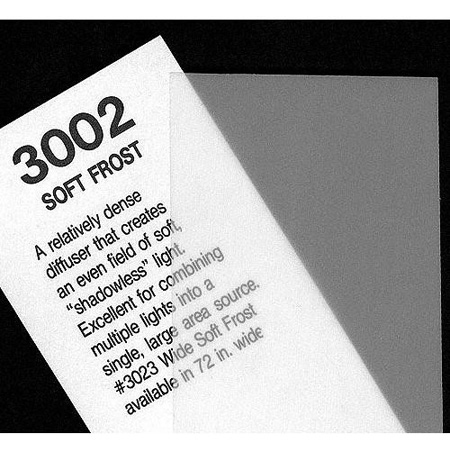 3002
SOFT FROST
A relatively dense
diffuser that creates
an even field of soft,
"shadowless" light.
Excellent for combining
multiple lights into a
single, large area source.
#3023 Wide Soft Frost
available in 72 in. wide